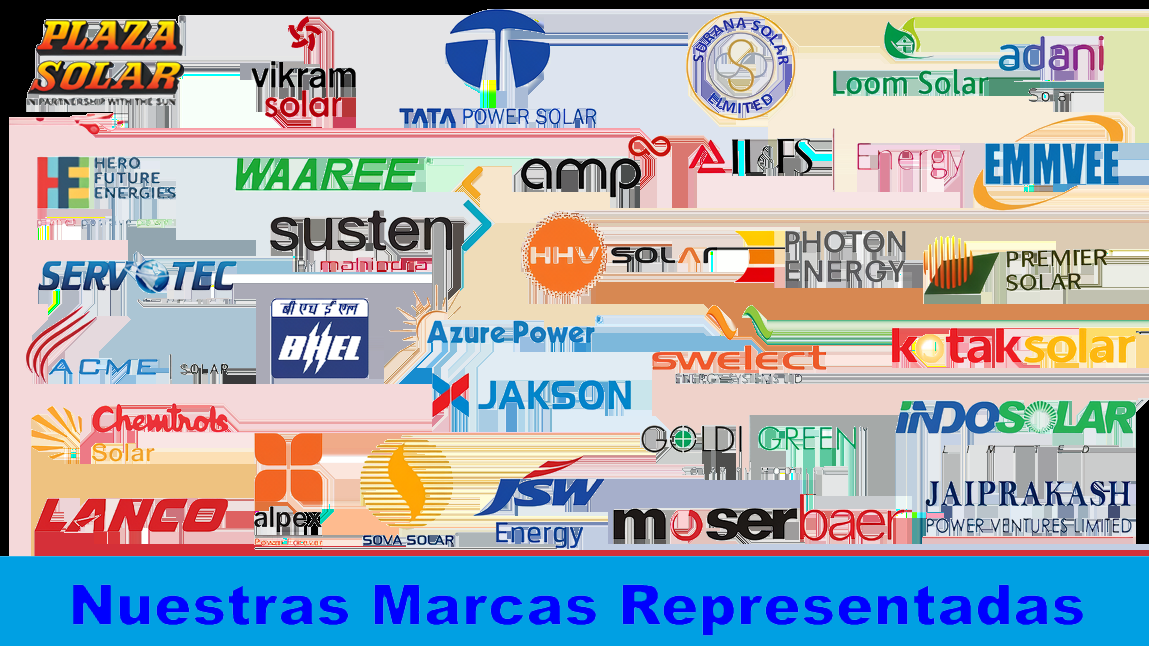 PLAZA
SOLAR
IN PARTNERSHIP WITH THE SUN
vikram
solar
TATA POWER SOLAR
SURANA SOLAR
LIMITED
Loom Solar
adani
Solar
HERO
FUTURE
ENERGIES
WAAREE
amp
IL&FS
Energy
EMMVEE
susten
mahindra
HHV SOLAR
PHOTON
ENERGY
PREMIER
SOLAR
SERVOTEC
बी एच ई एल
BHEL
Azure Power
swelect
ENERGY SYSTEMS LTD
kotaksolar
ACME SOLAR
JAKSON
Chemtrols
Solar
GOLDI GREEN
INDOSOLAR
LIMITED
LANCO
alpex
SOVA SOLAR
JSW
Energy
moserbaer
JAIPRAKASH
POWER VENTURES LIMITED
Nuestras Marcas Representadas